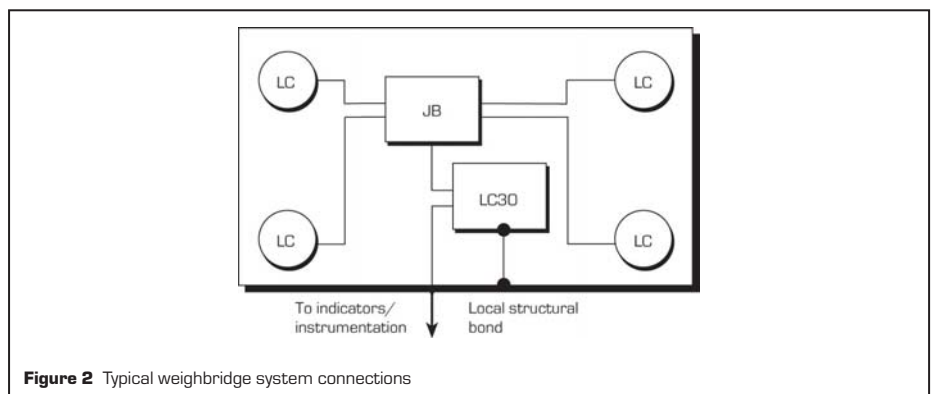 LC
LC
JB
LC30
LC
LC
To indicators/
instrumentation
Local structural
bond
Figure 2 Typical weighbridge system connections